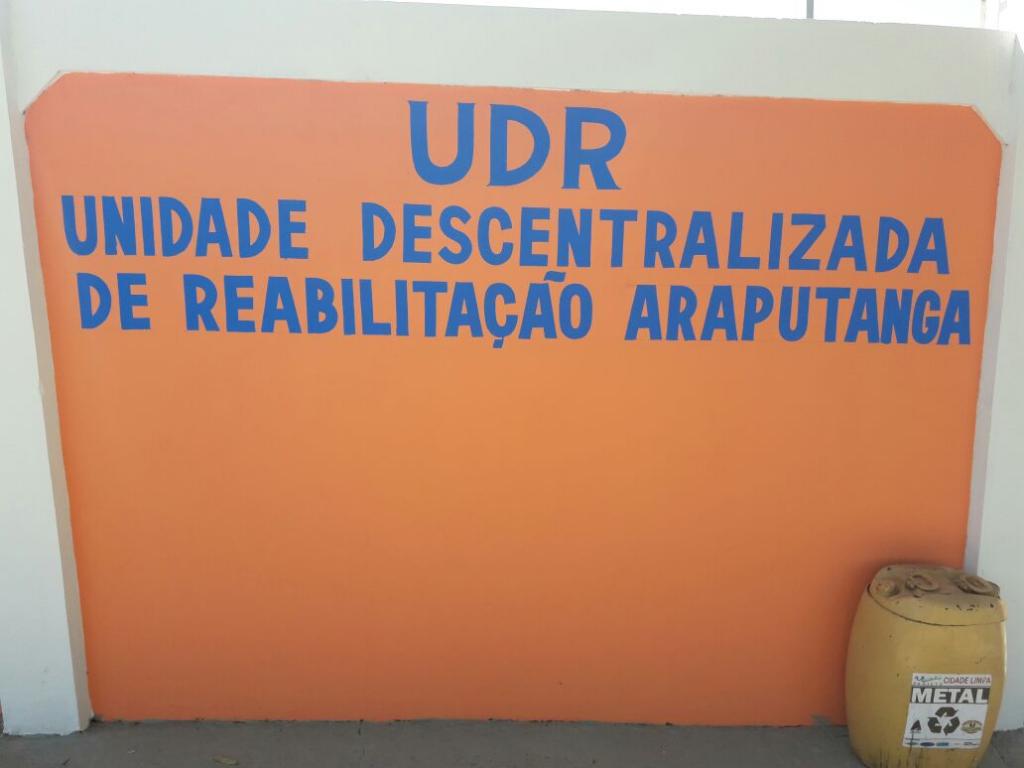 UDR
UNIDADE DESCENTRALIZADA
DE REABILITAÇÃO ARAPUTANGA
CIDADE LIMPA
METAL